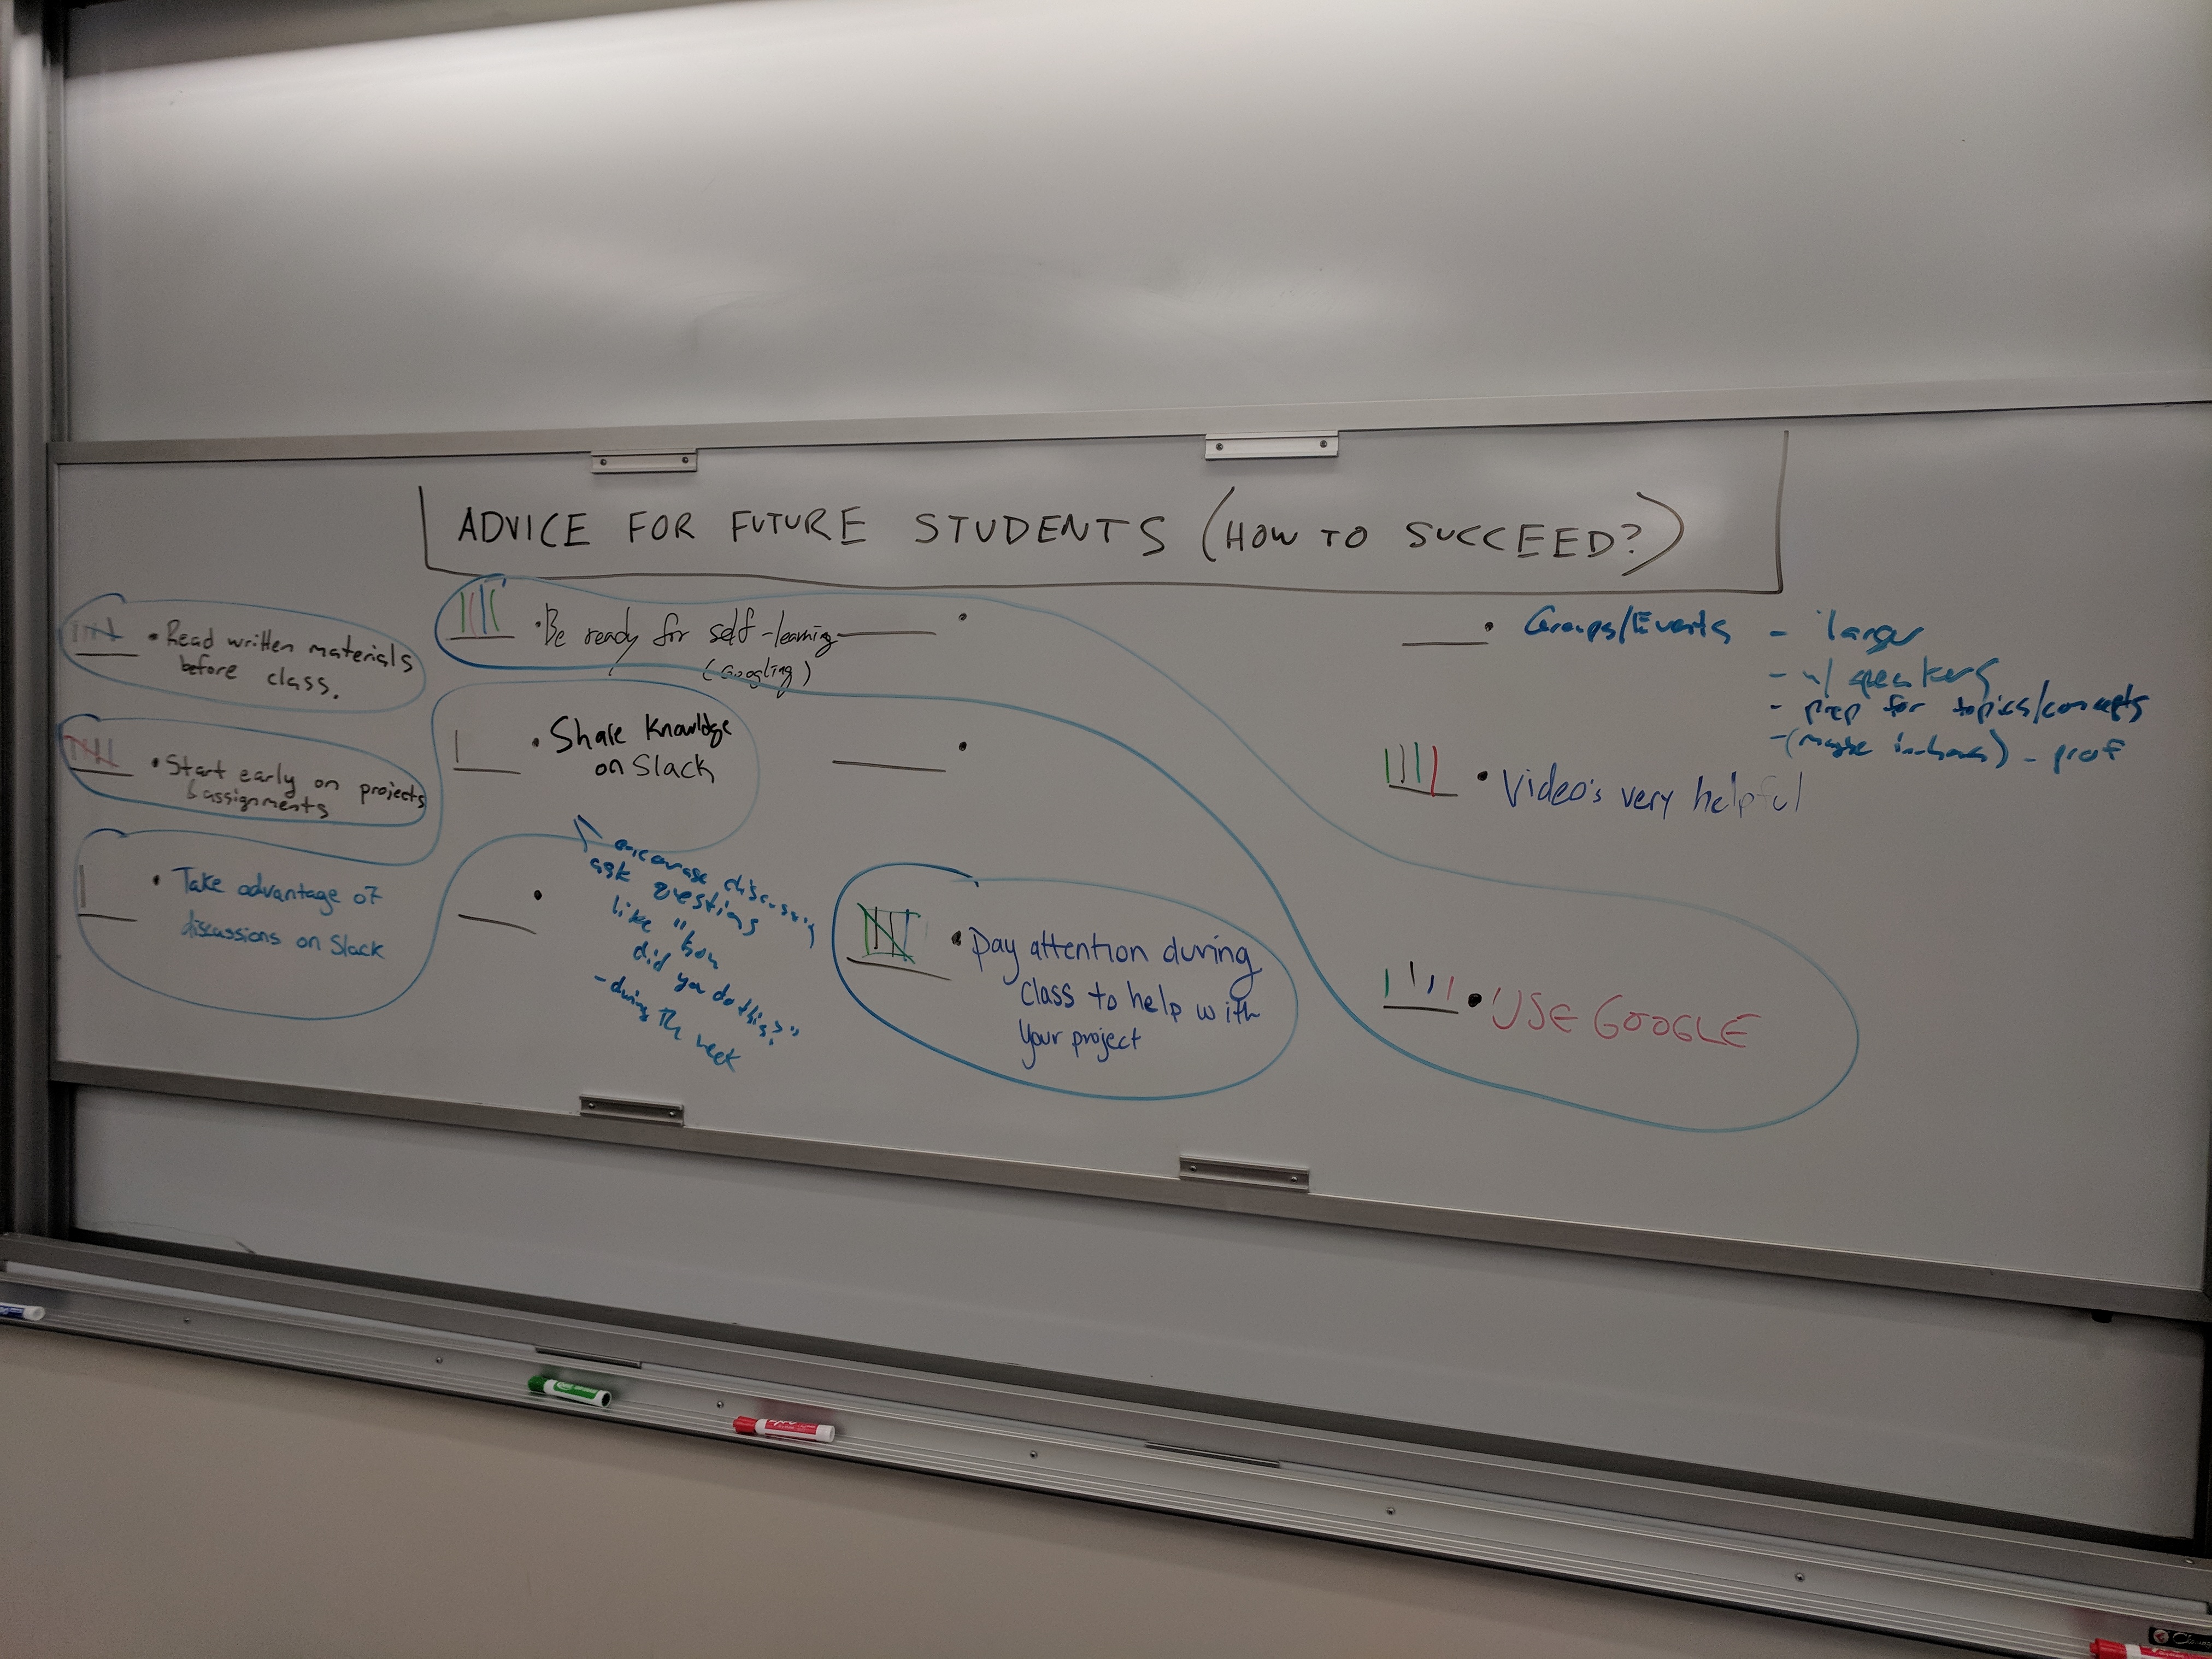 ADVICE FOR FUTURE STUDENTS (HOW TO SUCCEED?)
• Read written materials
before class.
• Start early on projects
& assignments
• Take advantage of
discussions on Slack
• Be ready for self-learning
(Googling)
• Share Knowldge
on Slack
encourage
ask questions
like "how
did you do this?"
- during the week
• Pay attention during
class to help with
your project
• Groups/Events - larger
- w/ speakers
- prep for topics/concepts
- (maybe in-class) - prof
• Video's very helpful
• USE GOOGLE